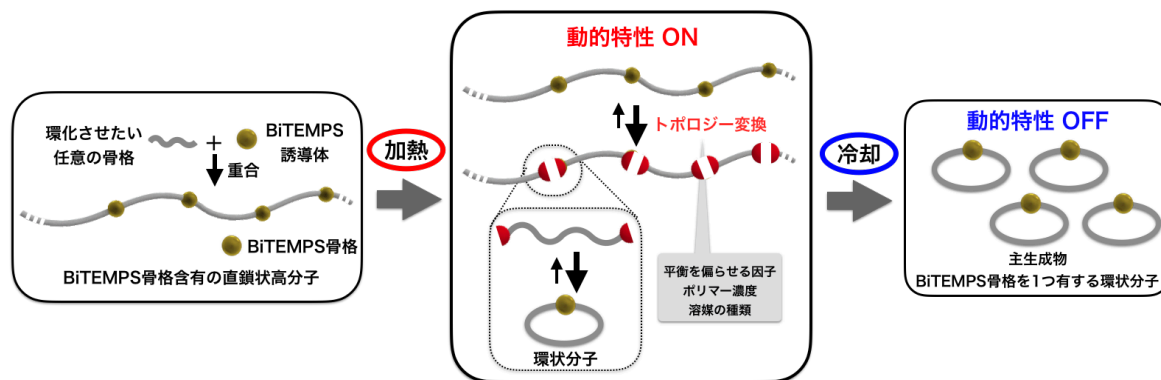 環化させたい
任意の骨格
+
BiTEMPS
誘導体
重合
BiTEMPS骨格
BiTEMPS骨格含有の直鎖状高分子
加熱
動的特性 ON
トポロジー変換
平衡を偏らせる因子
ポリマー濃度
溶媒の種類
環状分子
冷却
動的特性 OFF
主生成物
BiTEMPS骨格を1つ有する環状分子